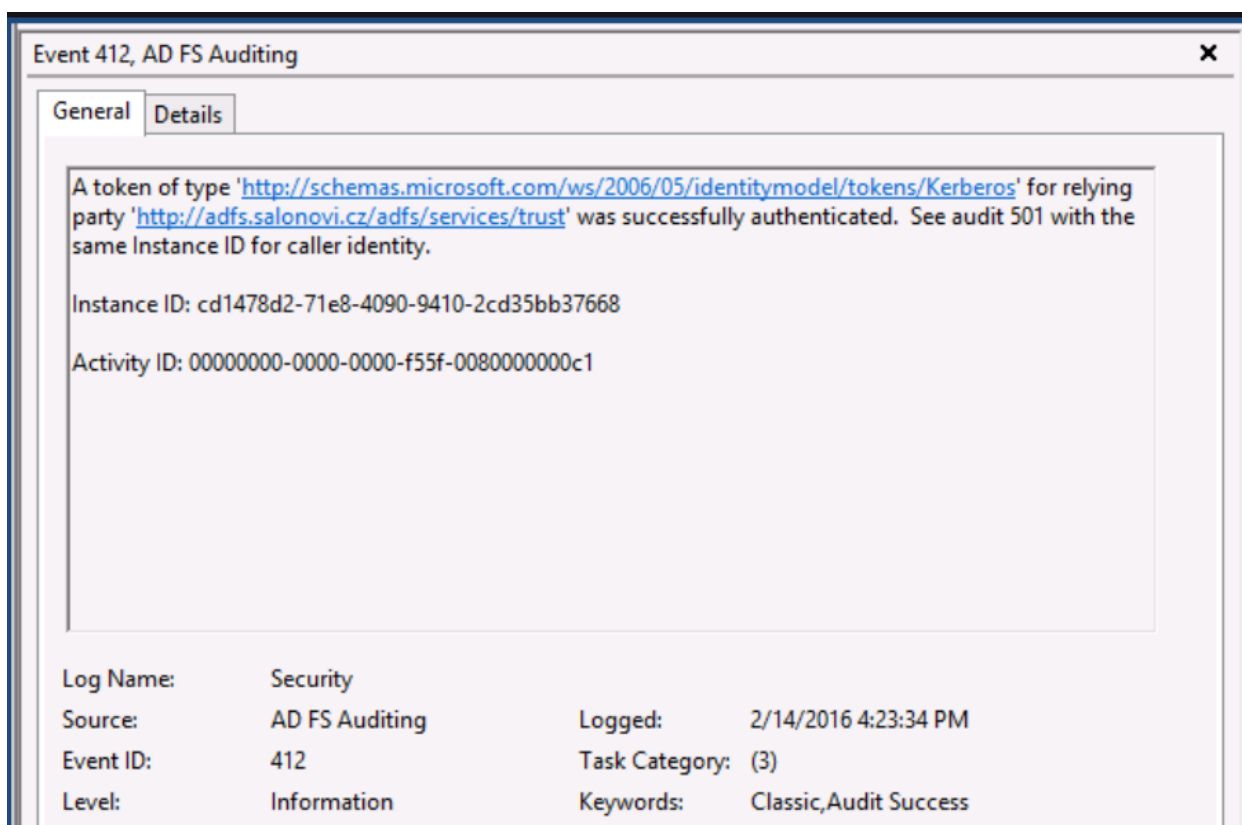 Event 412, AD FS Auditing
General Details
A token of type 'http://schemas.microsoft.com/ws/2006/05/identitymodel/tokens/Kerberos' for relying
party 'http://adfs.salonovi.cz/adfs/services/trust' was successfully authenticated.  See audit 501 with the
same Instance ID for caller identity.
Instance ID: cd1478d2-71e8-4090-9410-2cd35bb37668
Activity ID: 00000000-0000-0000-f55f-0080000000c1
Log Name: Security
Source: AD FS Auditing Logged: 2/14/2016 4:23:34 PM
Event ID: 412 Task Category: (3)
Level: Information Keywords: Classic,Audit Success